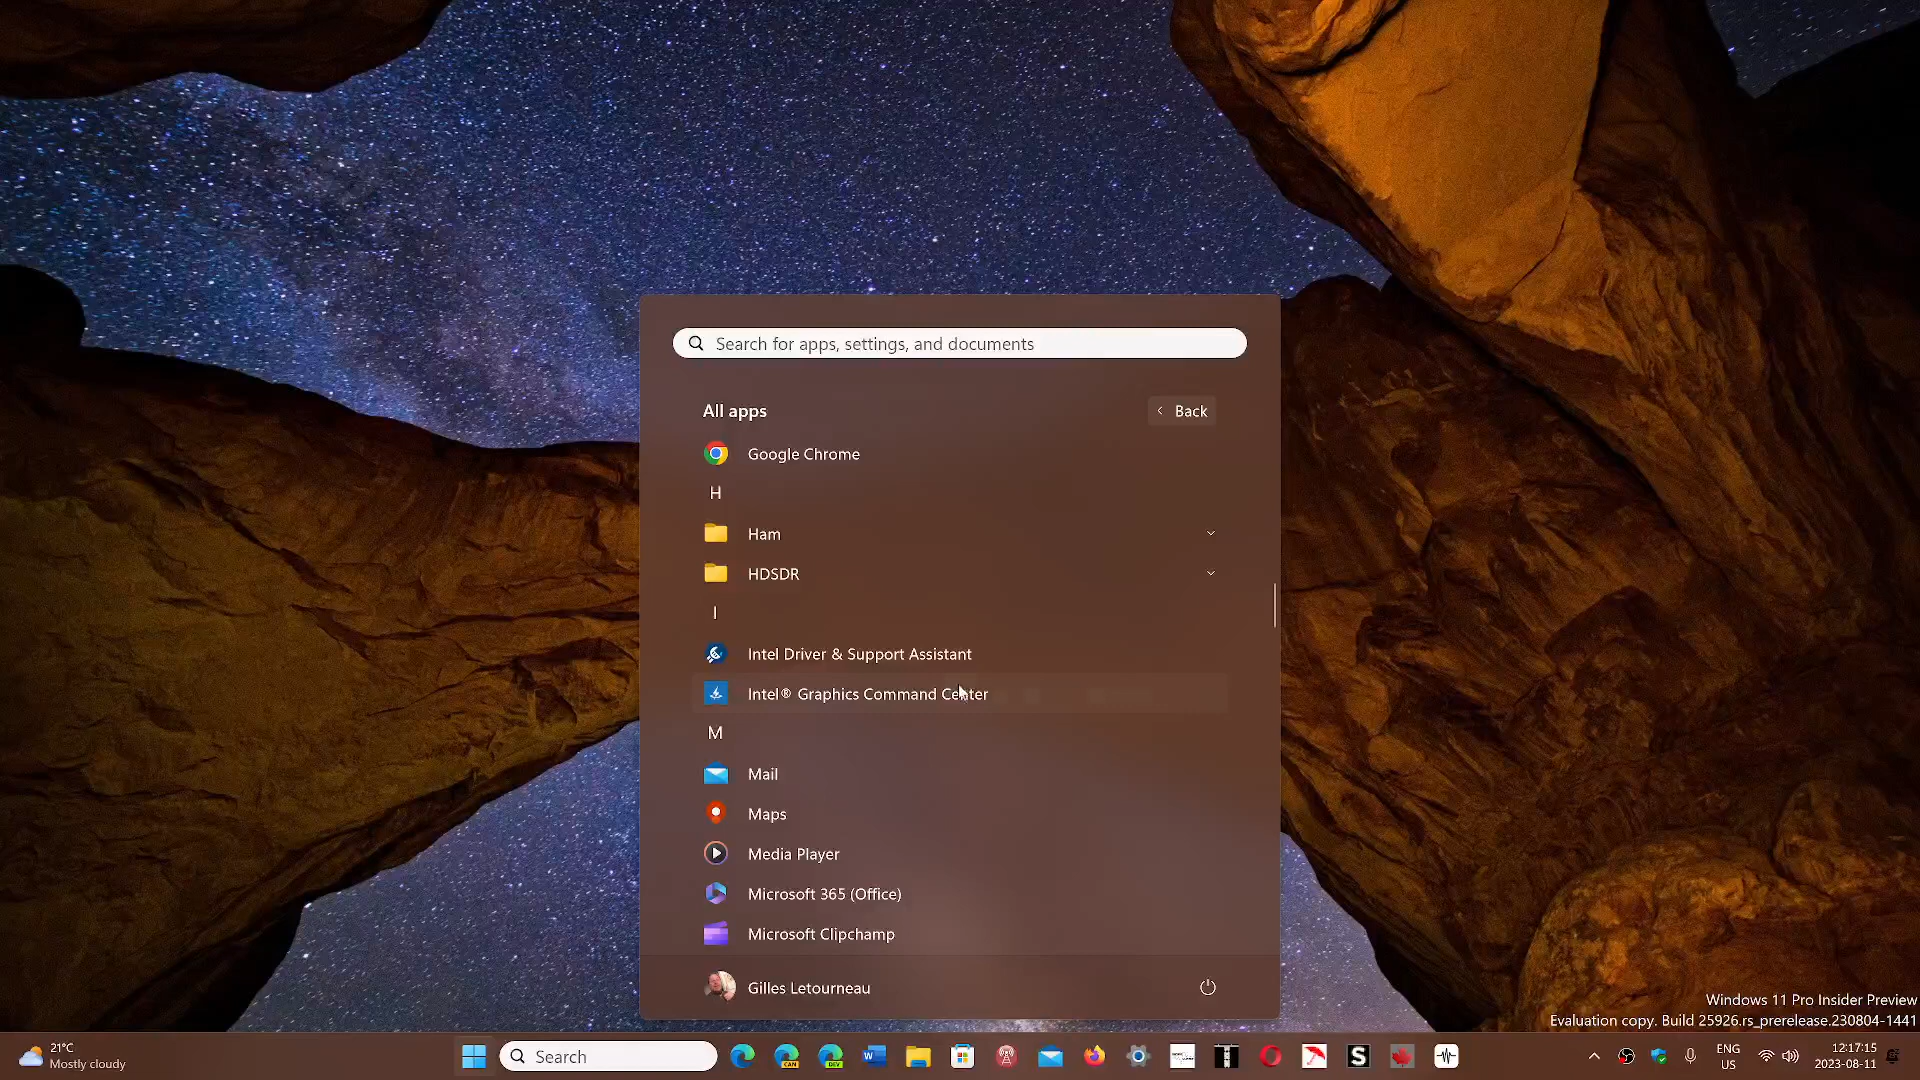 Search for apps, settings, and documents
All apps
Back
Google Chrome
H
Ham
HDSDR
I
Intel Driver & Support Assistant
Intel® Graphics Command Center
M
Mail
Maps
Media Player
Microsoft 365 (Office)
Microsoft Clipchamp
Gilles Letourneau
Windows 11 Pro Insider Preview
Evaluation copy. Build 25926.rs_prerelease.230804-1441
21°C
Mostly cloudy
Search
CAN
DEV
S
ENG
US
12:17:15
2023-08-11